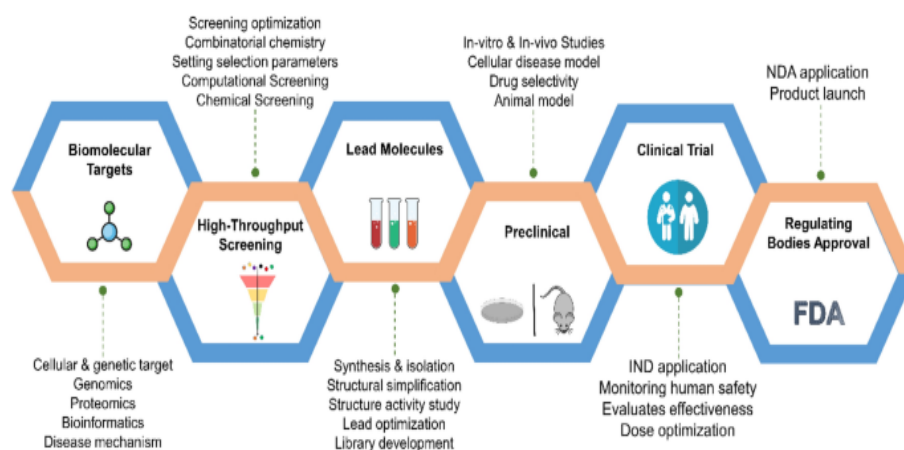 Screening optimization
Combinatorial chemistry
Setting selection parameters
Computational Screening
Chemical Screening
In-vitro & In-vivo Studies
Cellular disease model
Drug selectivity
Animal model
NDA application
Product launch
Biomolecular
Targets
High-Throughput
Screening
Lead Molecules
Preclinical
Clinical Trial
Regulating
Bodies Approval
FDA
Cellular & genetic target
Genomics
Proteomics
Bioinformatics
Disease mechanism
Synthesis & isolation
Structural simplification
Structure activity study
Lead optimization
Library development
IND application
Monitoring human safety
Evaluates effectiveness
Dose optimization